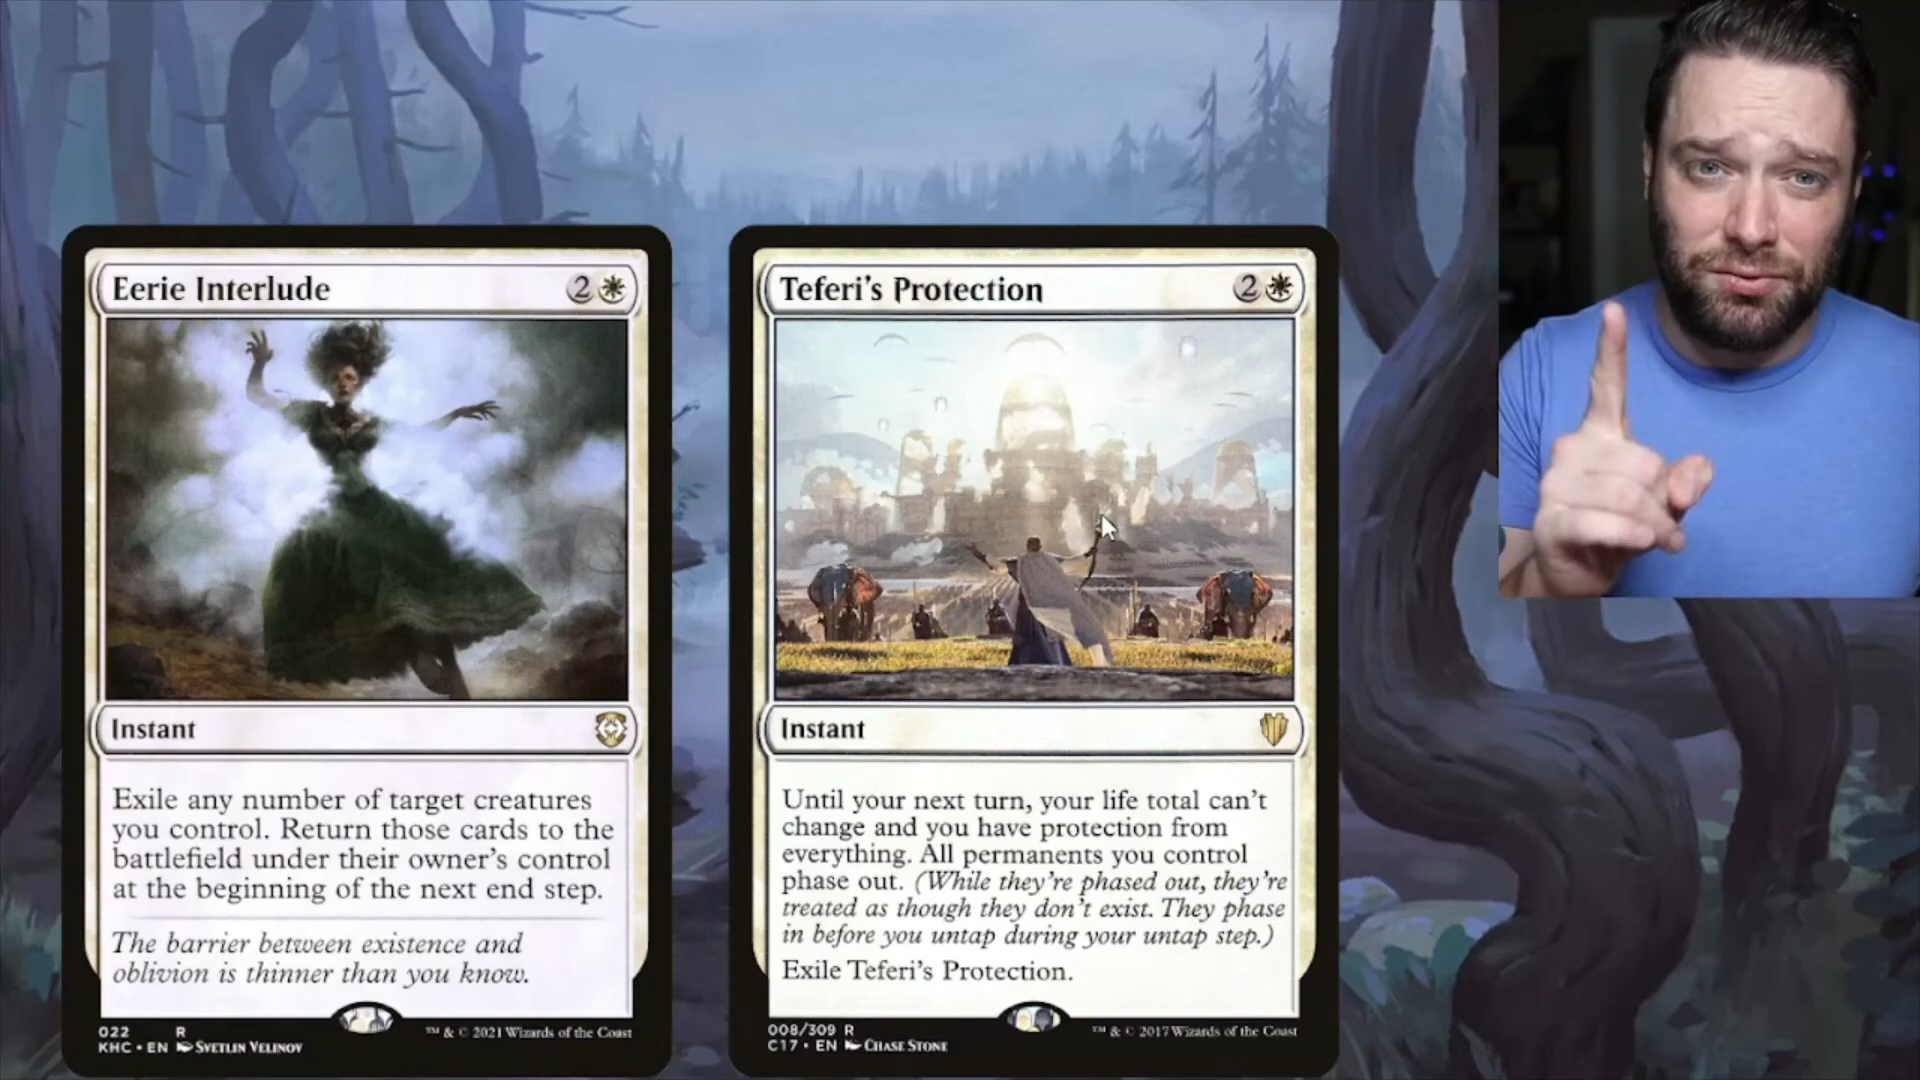 Eerie Interlude 2
Instant
Exile any number of target creatures
you control. Return those cards to the
battlefield under their owner's control
at the beginning of the next end step.
The barrier between existence and
oblivion is thinner than you know.
022 R
KHC • EN SVETLIN VELINOV
™ & © 2021 Wizards of the Coast
Teferi's Protection 2
Instant
Until your next turn, your life total can't
change and you have protection from
everything. All permanents you control
phase out. (While they're phased out, they're
treated as though they don't exist. They phase
in before you untap during your untap step.)
Exile Teferi's Protection.
008/309 R
C17 • EN CHASE STONE
™ & © 2017 Wizards of the Coast